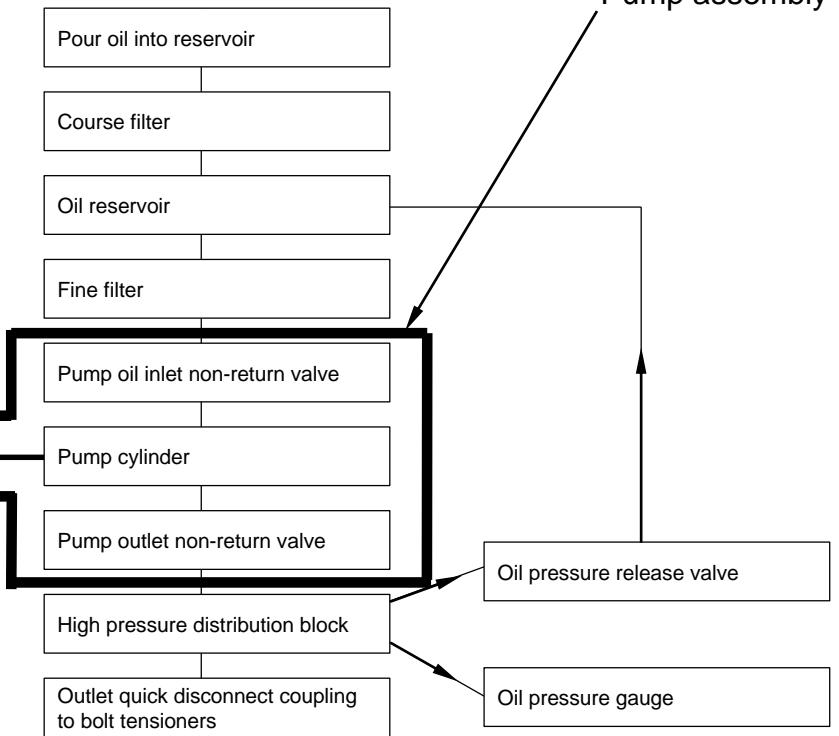 Pump assembly
Pour oil into reservoir
Course filter
Oil reservoir
Fine filter
Pump oil inlet non-return valve
Pump cylinder
Pump outlet non-return valve
Oil pressure release valve
High pressure distribution block
Outlet quick disconnect coupling
to bolt tensioners
Oil pressure gauge